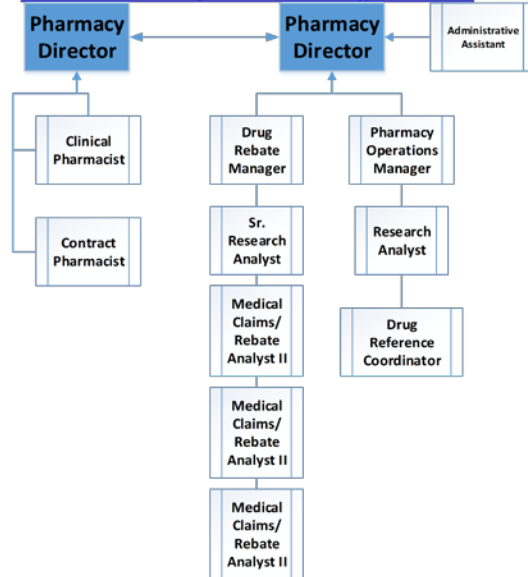 Pharmacy
Director
Pharmacy
Director
Administrative
Assistant
Clinical
Pharmacist
Contract
Pharmacist
Drug
Rebate
Manager
Sr.
Research
Analyst
Medical
Claims/
Rebate
Analyst II
Medical
Claims/
Rebate
Analyst II
Medical
Claims/
Rebate
Analyst II
Pharmacy
Operations
Manager
Research
Analyst
Drug
Reference
Coordinator